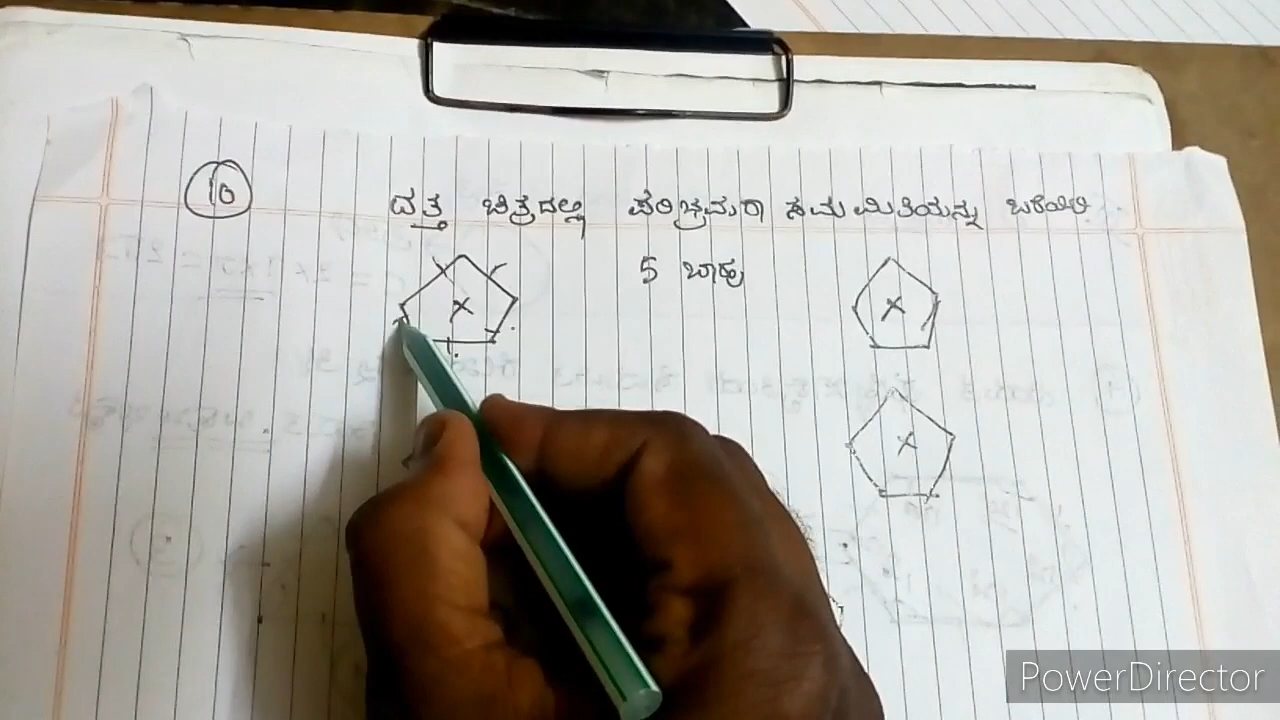 10 ದತ್ತ ಚಿತ್ರದಲ್ಲಿ ಪರಿಭ್ರಮಣ ಸಮಮಿತಿಯನ್ನು ಬರೆಯಿರಿ.
5 ಬಾಹು
PowerDirector